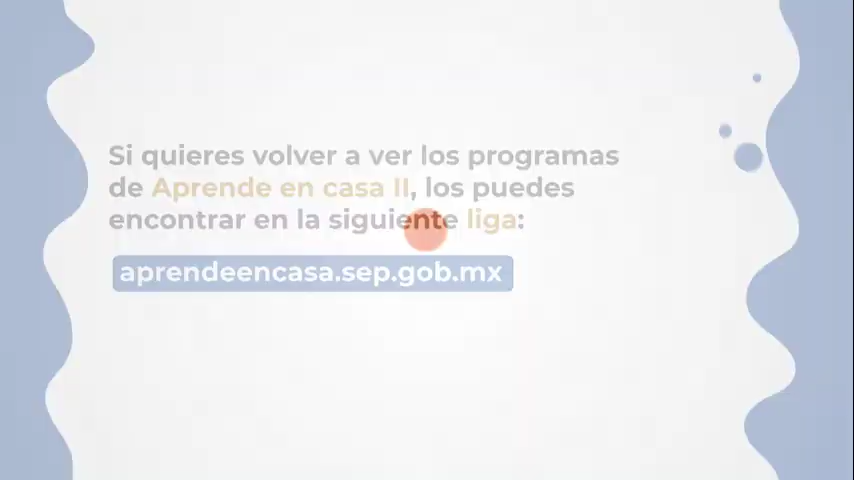 Si quieres volver a ver los programas
de Aprende en casa II, los puedes
encontrar en la siguiente liga:
aprendeencasa.sep.gob.mx